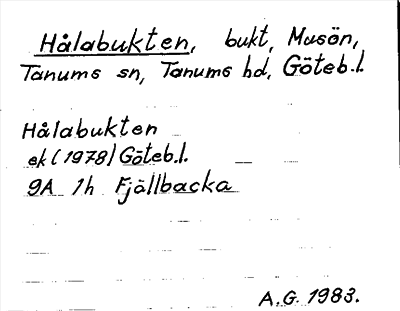 Hålabukten, bukt, Musön,
Tanums sn, Tanums hd, Göteb.l.
Hålabukten
ek (1978) Göteb.l.
9A 1h Fjällbacka
A.G. 1983.